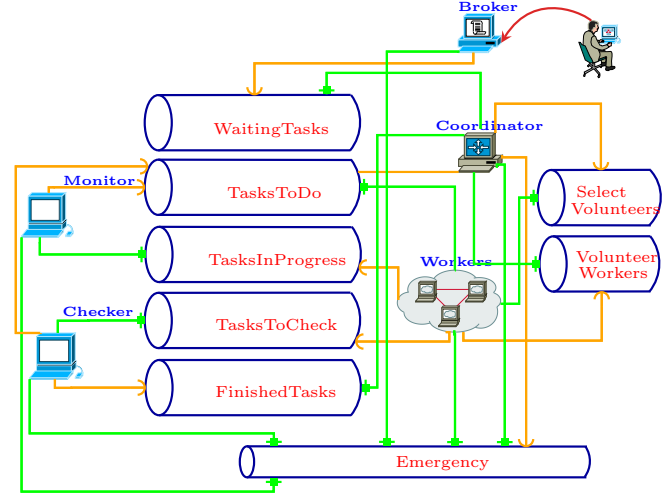 Broker
WaitingTasks
Coordinator
Monitor
TasksToDo
Select
Volunteers
TasksInProgress
Workers
Volunteer
Workers
Checker
TasksToCheck
FinishedTasks
Emergency